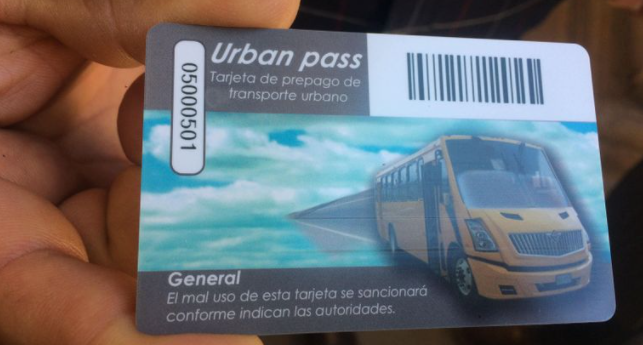 05000501
Urban pass
Tarjeta de prepago de
transporte urbano
General
El mal uso de esta tarjeta se sancionará
conforme indican las autoridades.